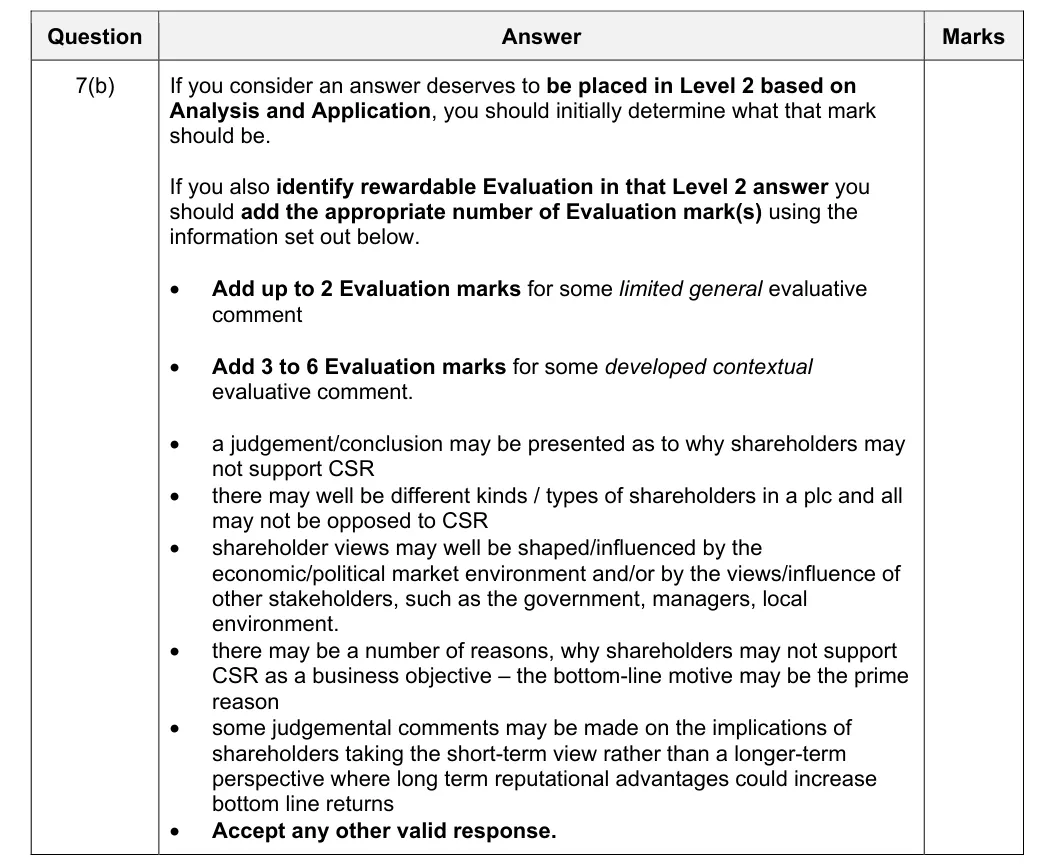 Question Answer Marks
7(b) If you consider an answer deserves to be placed in Level 2 based on
Analysis and Application, you should initially determine what that mark
should be.
If you also identify rewardable Evaluation in that Level 2 answer you
should add the appropriate number of Evaluation mark(s) using the
information set out below.
• Add up to 2 Evaluation marks for some limited general evaluative
comment
• Add 3 to 6 Evaluation marks for some developed contextual
evaluative comment.
• a judgement/conclusion may be presented as to why shareholders may
not support CSR
• there may well be different kinds / types of shareholders in a plc and all
may not be opposed to CSR
• shareholder views may well be shaped/influenced by the
economic/political market environment and/or by the views/influence of
other stakeholders, such as the government, managers, local
environment.
• there may be a number of reasons, why shareholders may not support
CSR as a business objective – the bottom-line motive may be the prime
reason
• some judgemental comments may be made on the implications of
shareholders taking the short-term view rather than a longer-term
perspective where long term reputational advantages could increase
bottom line returns
• Accept any other valid response.